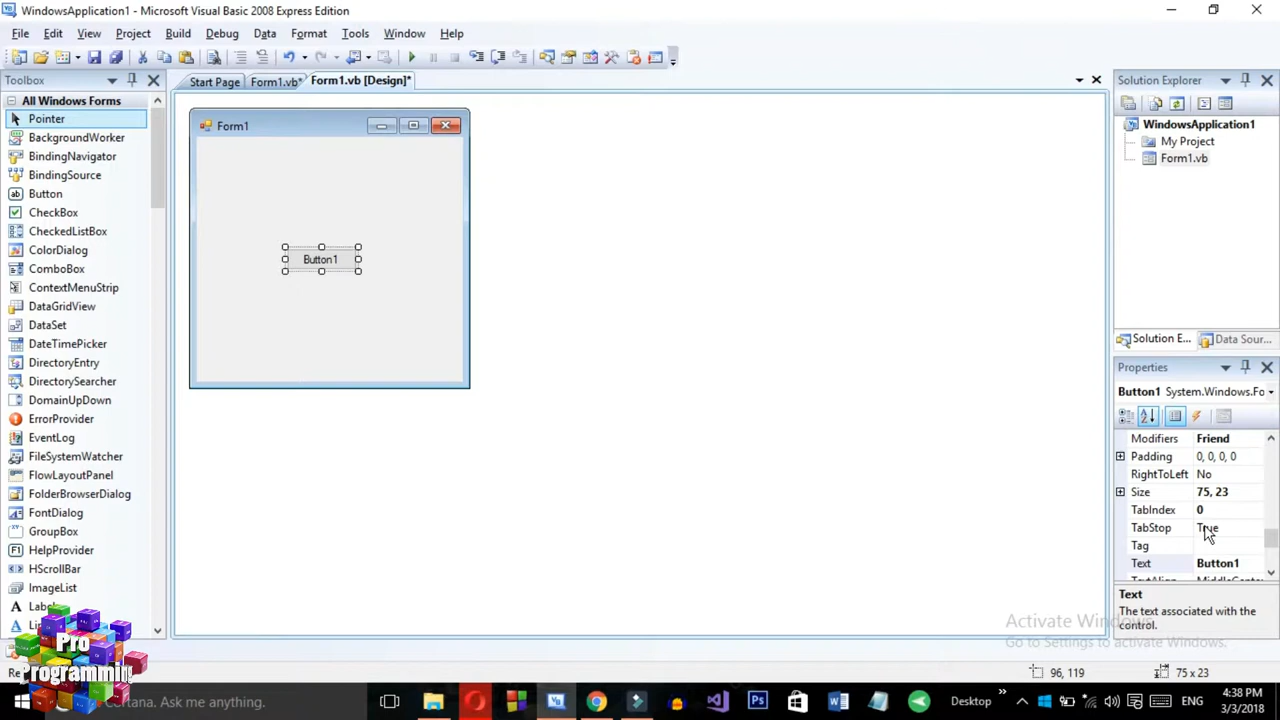 WindowsApplication1 - Microsoft Visual Basic 2008 Express Edition
File Edit View Project Build Debug Data Format Tools Window Help
Toolbox
Start Page Form1.vb* Form1.vb [Design]*
Solution Explorer
All Windows Forms
Pointer
BackgroundWorker
BindingNavigator
BindingSource
Button
CheckBox
CheckedListBox
ColorDialog
ComboBox
ContextMenuStrip
DataGridView
DataSet
DateTimePicker
DirectoryEntry
DirectorySearcher
DomainUpDown
ErrorProvider
EventLog
FileSystemWatcher
FlowLayoutPanel
FolderBrowserDialog
FontDialog
GroupBox
HelpProvider
HScrollBar
ImageList
Form1
Button1
WindowsApplication1
My Project
Form1.vb
Solution E... Data Sour...
Properties
Button1 System.Windows.Fo
Modifiers Friend
Padding 0, 0, 0, 0
RightToLeft No
Size 75, 23
TabIndex 0
TabStop True
Tag
Text Button1
Text
The text associated with the
control.
Activate Windows
Go to Settings to activate Windows.
Pro
Programming
96, 119 75 x 23
Cortana. Ask me anything.
Desktop
ENG
4:38 PM
3/3/2018